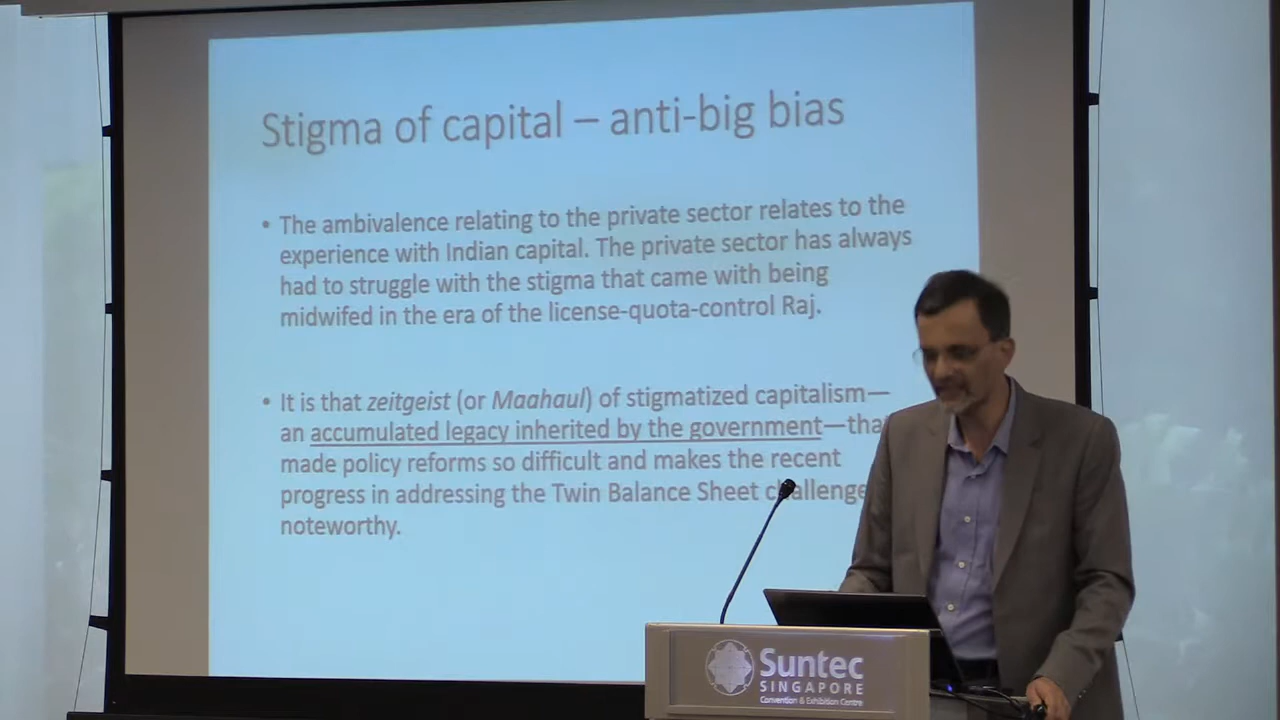 Stigma of capital – anti-big bias
• The ambivalence relating to the private sector relates to the
experience with Indian capital. The private sector has always
had to struggle with the stigma that came with being
midwifed in the era of the license-quota-control Raj.
• It is that zeitgeist (or Maahaul) of stigmatized capitalism—
an accumulated legacy inherited by the government—tha
made policy reforms so difficult and makes the recent
progress in addressing the Twin Balance Sheet challenge
noteworthy.
Suntec
SINGAPORE
Convention & Exhibition Centre